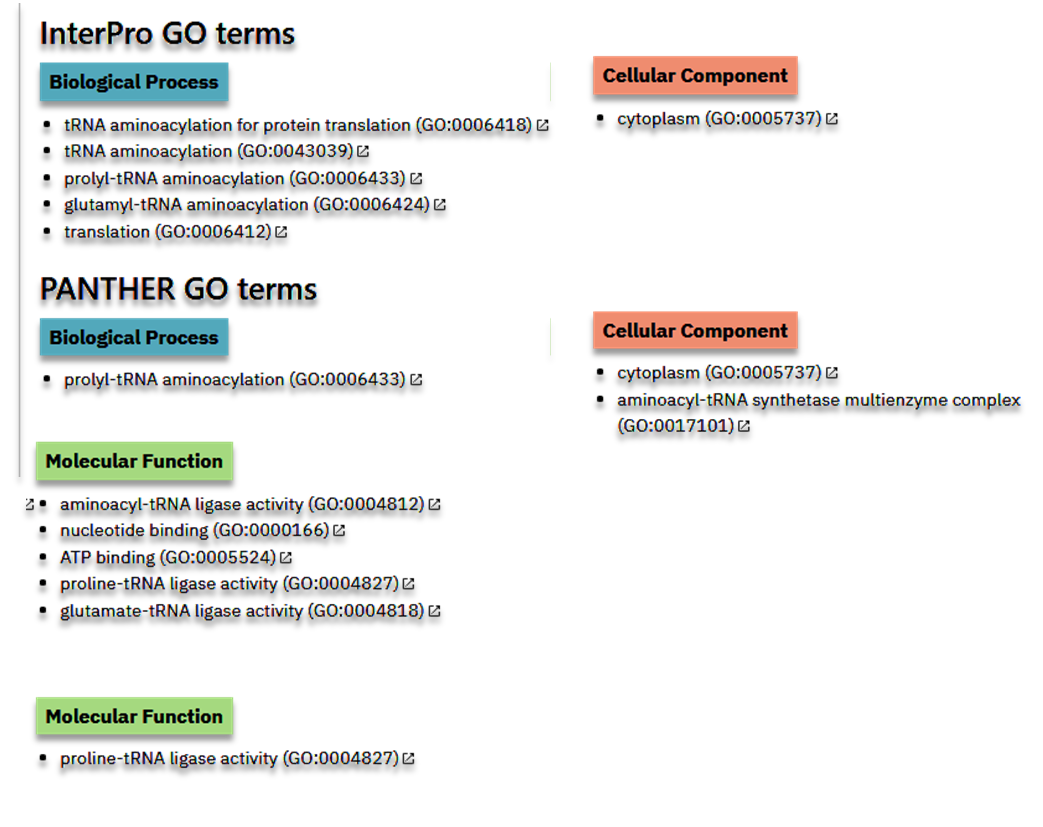 InterPro GO terms
Biological Process
• tRNA aminoacylation for protein translation (GO:0006418)
• tRNA aminoacylation (GO:0043039)
• prolyl-tRNA aminoacylation (GO:0006433)
• glutamyl-tRNA aminoacylation (GO:0006424)
• translation (GO:0006412)
Cellular Component
• cytoplasm (GO:0005737)
PANTHER GO terms
Biological Process
• prolyl-tRNA aminoacylation (GO:0006433)
Cellular Component
• cytoplasm (GO:0005737)
• aminoacyl-tRNA synthetase multienzyme complex
(GO:0017101)
Molecular Function
• aminoacyl-tRNA ligase activity (GO:0004812)
• nucleotide binding (GO:0000166)
• ATP binding (GO:0005524)
• proline-tRNA ligase activity (GO:0004827)
• glutamate-tRNA ligase activity (GO:0004818)
Molecular Function
• proline-tRNA ligase activity (GO:0004827)